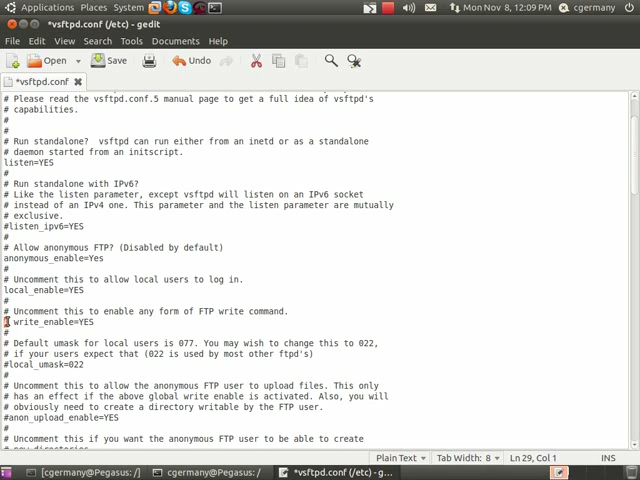 Applications Places System Mon Nov 8, 12:09 PM cgermany
*vsftpd.conf (/etc) - gedit
File Edit View Search Tools Documents Help
Open Save Undo
*vsftpd.conf
# Please read the vsftpd.conf.5 manual page to get a full idea of vsftpd's
# capabilities.
#
#
# Run standalone?  vsftpd can run either from an inetd or as a standalone
# daemon started from an initscript.
listen=YES
#
# Run standalone with IPv6?
# Like the listen parameter, except vsftpd will listen on an IPv6 socket
# instead of an IPv4 one. This parameter and the listen parameter are mutually
# exclusive.
#listen_ipv6=YES
#
# Allow anonymous FTP? (Disabled by default)
anonymous_enable=Yes
#
# Uncomment this to allow local users to log in.
local_enable=YES
#
# Uncomment this to enable any form of FTP write command.
# write_enable=YES
#
# Default umask for local users is 077. You may wish to change this to 022,
# if your users expect that (022 is used by most other ftpd's)
#local_umask=022
#
# Uncomment this to allow the anonymous FTP user to upload files. This only
# has an effect if the above global write enable is activated. Also, you will
# obviously need to create a directory writable by the FTP user.
#anon_upload_enable=YES
#
# Uncomment this if you want the anonymous FTP user to be able to create
# new directories.
Plain Text Tab Width: 8 Ln 29, Col 1 INS
[cgermany@Pegasus: /] cgermany@Pegasus: / *vsftpd.conf (/etc) - g...